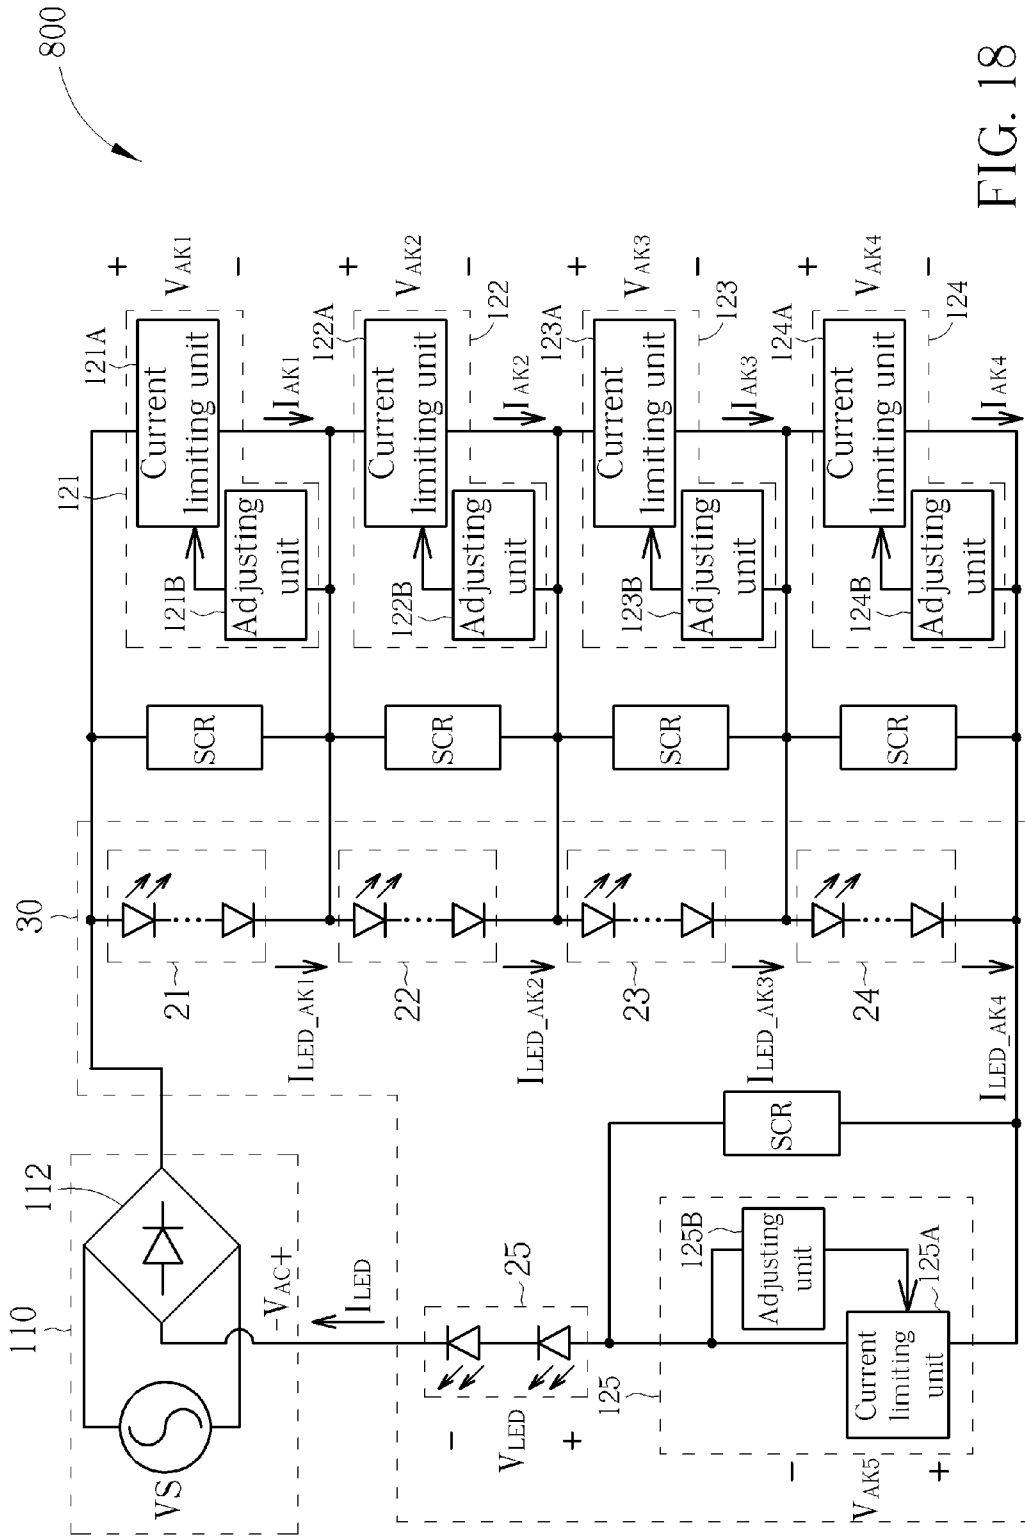 800
FIG. 18
110
112
VS
-VAC+
ILED
30
21
22
23
24
25
ILED_AK1
ILED_AK2
ILED_AK3
ILED_AK4
VLED
-
+
SCR
SCR
SCR
SCR
SCR
121
121A
Current
limiting unit
121B
Adjusting
unit
+
VAK1
-
IAK1
122A
Current
limiting unit
122B
Adjusting
unit
122
+
VAK2
-
IAK2
123A
Current
limiting unit
123B
Adjusting
unit
123
+
VAK3
-
IAK3
124A
Current
limiting unit
124B
Adjusting
unit
124
+
VAK4
-
IAK4
125
125B
Adjusting
unit
125A
Current
limiting
unit
-
VAK5
+